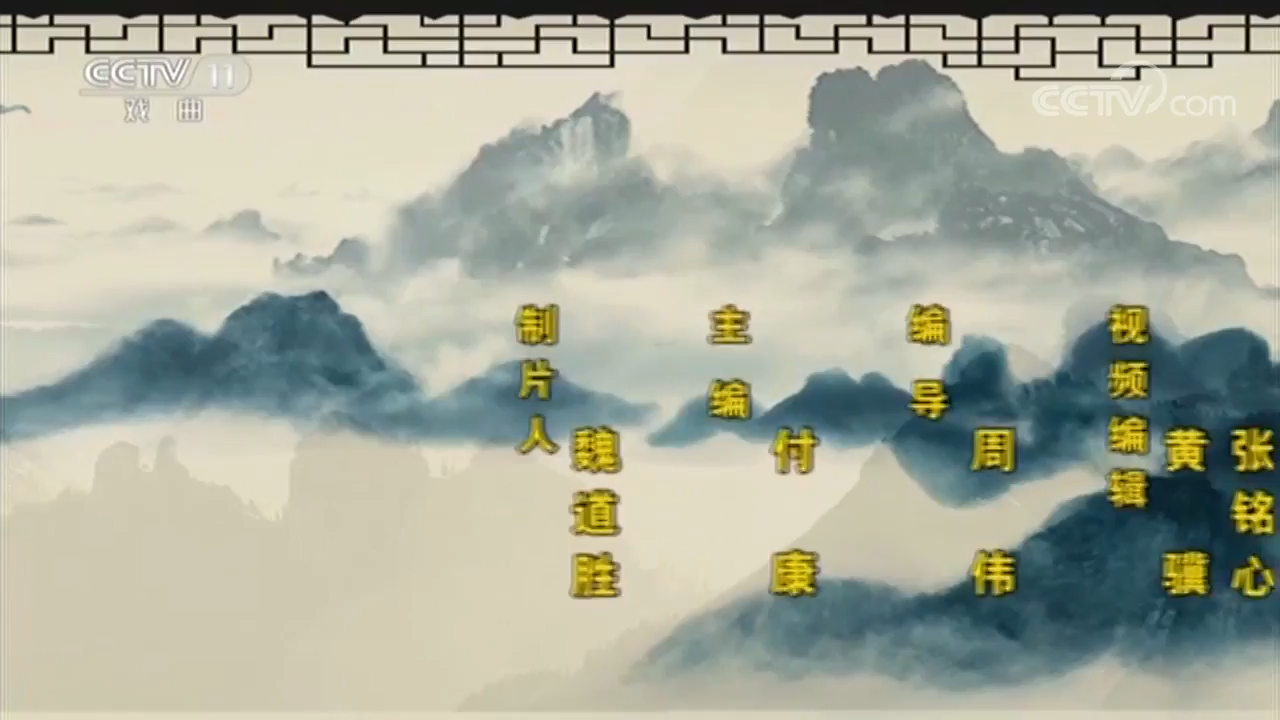 CCTV 11
戏曲
CCTV com
制片人
魏道胜
主编
付康
编导
周伟
视频编辑
黄骥
张铭心